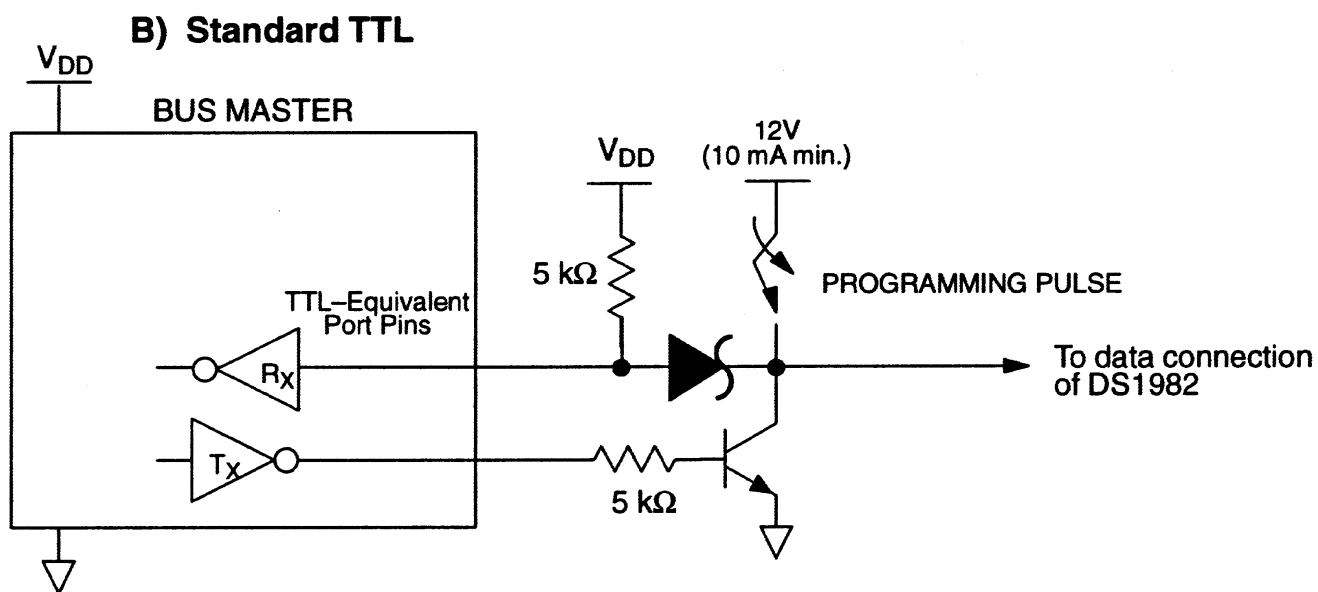 B) Standard TTL
VDD
BUS MASTER
VDD
12V
(10 mA min.)
5 kΩ
PROGRAMMING PULSE
TTL–Equivalent
Port Pins
RX
To data connection
of DS1982
TX
5 kΩ